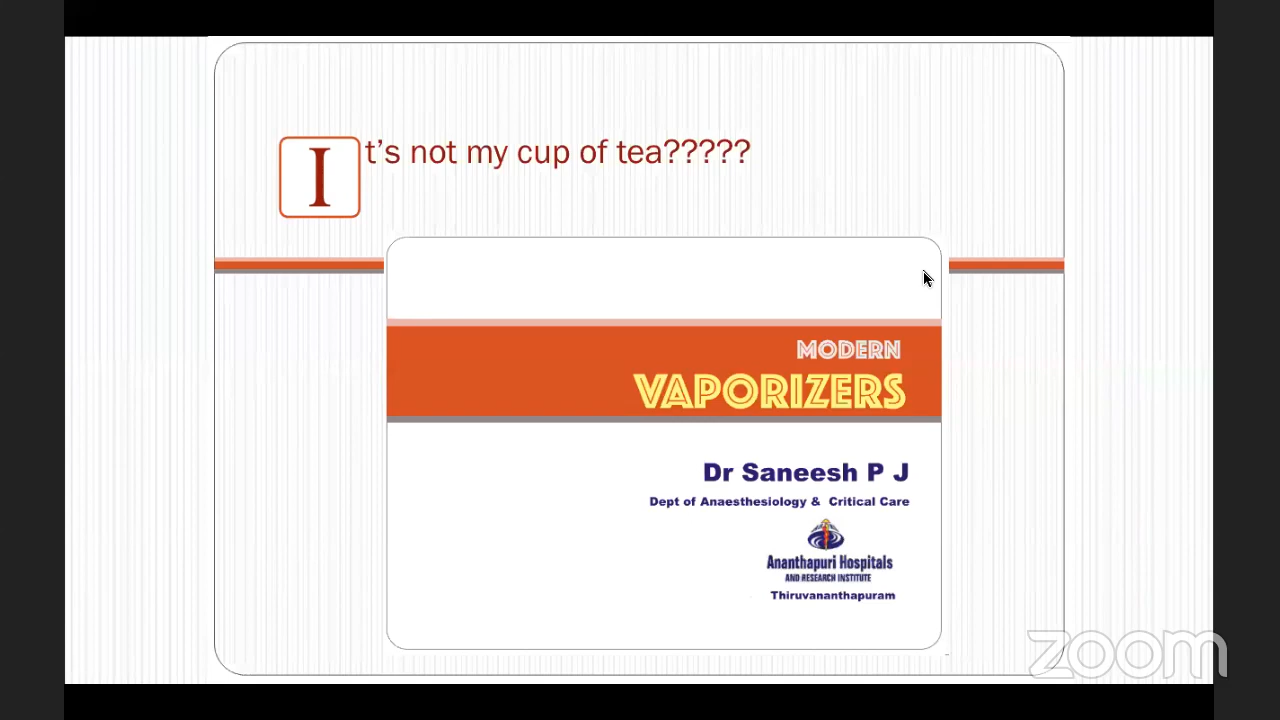 It's not my cup of tea?????
MODERN
VAPORIZERS
Dr Saneesh P J
Dept of Anaesthesiology & Critical Care
Ananthapuri Hospitals
AND RESEARCH INSTITUTE
Thiruvananthapuram
zoom